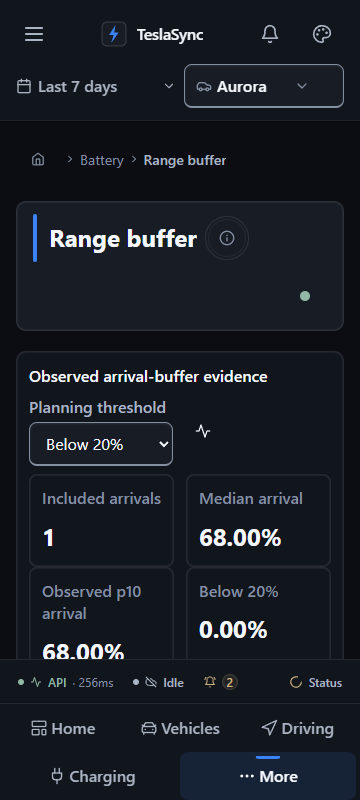 TeslaSync
Last 7 days
Aurora
Battery
Range buffer
Range buffer
Observed arrival-buffer evidence
Planning threshold
Below 20%
Included arrivals
1
Median arrival
68.00%
Observed p10
arrival
68.00%
Below 20%
0.00%
API · 256ms
Idle
2
Status
Home
Vehicles
Driving
Charging
More